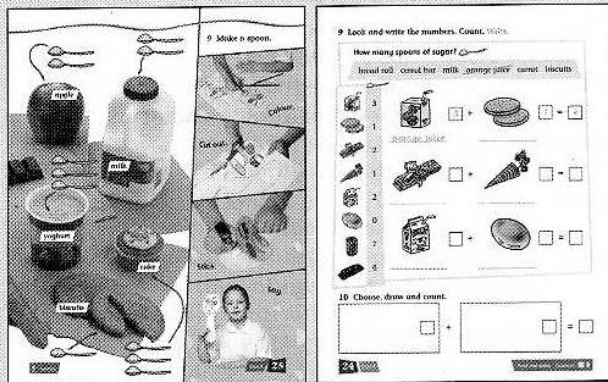 apple
milk
yoghurt
cake
biscuits
9 Make a spoon.
Colour.
Cut out.
Stick
Say.
25
9 Look and write the numbers. Count. Write.
How many spoons of sugar?
bread roll cereal bar milk orange juice carrot biscuits
3
1
2
1
2
0
7
6
+ =
orange juice
+ =
+ =
10 Choose, draw and count.
+ =
24